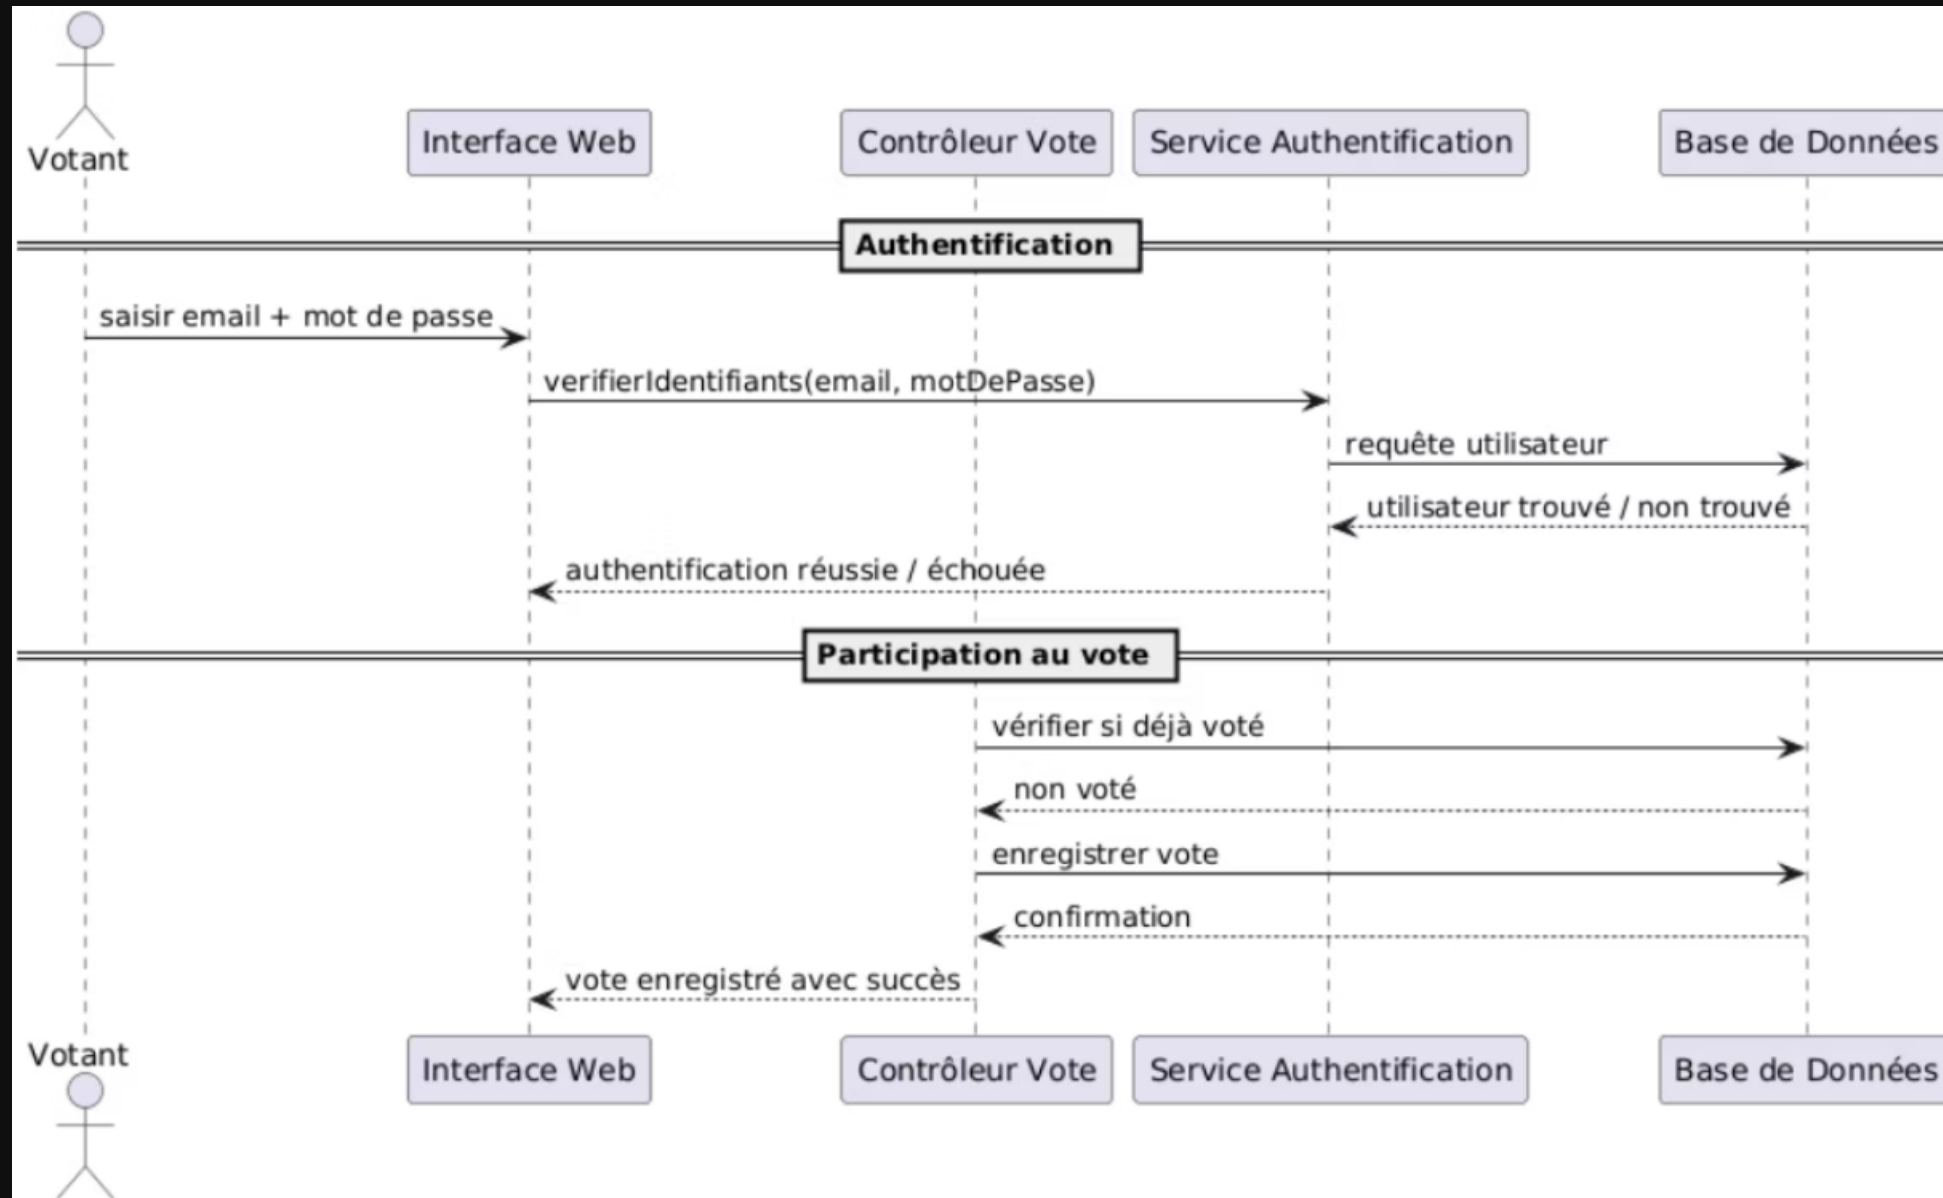 Votant
Interface Web
Contrôleur Vote
Service Authentification
Base de Données
Authentification
saisir email + mot de passe
verifierIdentifiants(email, motDePasse)
requête utilisateur
utilisateur trouvé / non trouvé
authentification réussie / échouée
Participation au vote
vérifier si déjà voté
non voté
enregistrer vote
confirmation
vote enregistré avec succès
Votant
Interface Web
Contrôleur Vote
Service Authentification
Base de Données